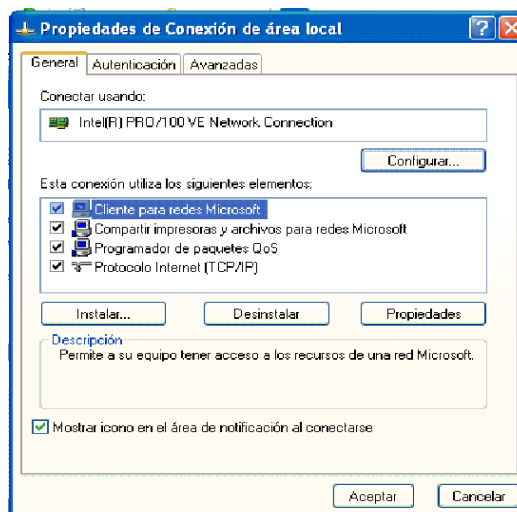 Propiedades de Conexión de área local
General Autenticación Avanzadas
Conectar usando:
Intel(R) PRO/100 VE Network Connection
Configurar...
Esta conexión utiliza los siguientes elementos:
Cliente para redes Microsoft
Compartir impresoras y archivos para redes Microsoft
Programador de paquetes QoS
Protocolo Internet (TCP/IP)
Instalar... Desinstalar Propiedades
Descripción
Permite a su equipo tener acceso a los recursos de una red Microsoft.
Mostrar icono en el área de notificación al conectarse
Aceptar Cancelar